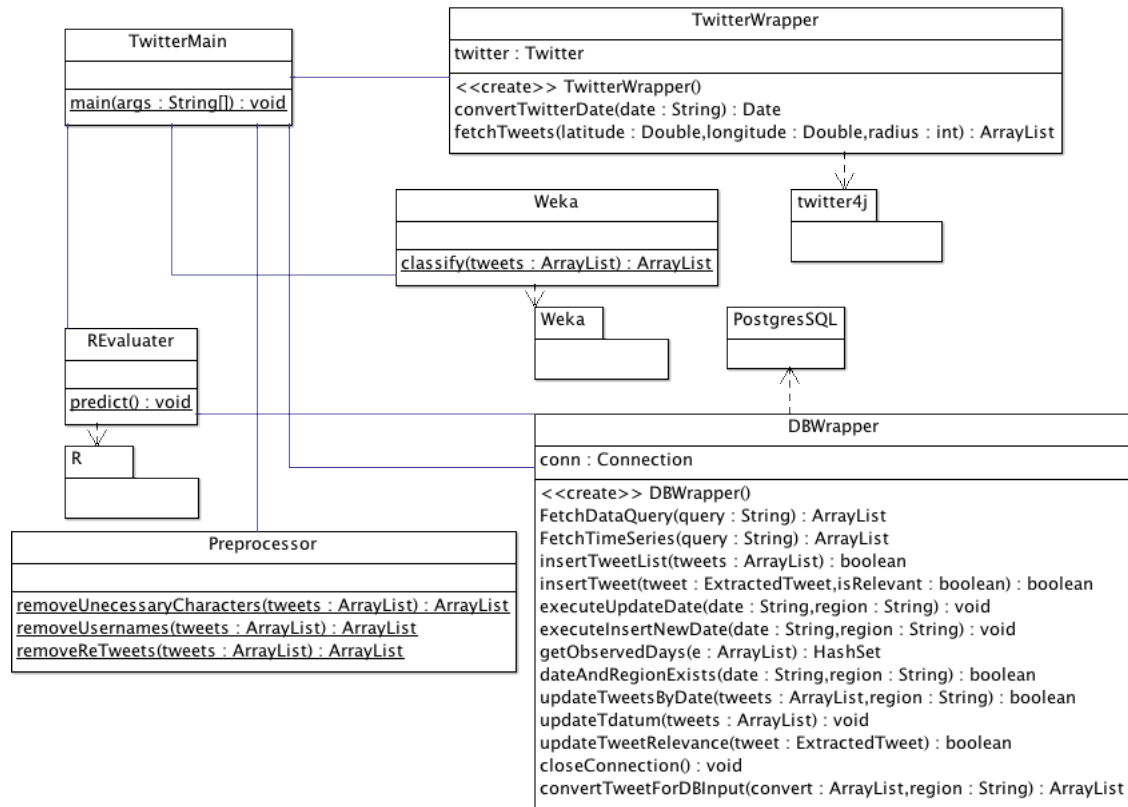 TwitterMain
main(args : String[]) : void
TwitterWrapper
twitter : Twitter
<<create>> TwitterWrapper()
convertTwitterDate(date : String) : Date
fetchTweets(latitude : Double,longitude : Double,radius : int) : ArrayList
twitter4j
Weka
classify(tweets : ArrayList) : ArrayList
Weka
PostgresSQL
REvaluater
predict() : void
R
Preprocessor
removeUnecessaryCharacters(tweets : ArrayList) : ArrayList
removeUsernames(tweets : ArrayList) : ArrayList
removeReTweets(tweets : ArrayList) : ArrayList
DBWrapper
conn : Connection
<<create>> DBWrapper()
FetchDataQuery(query : String) : ArrayList
FetchTimeSeries(query : String) : ArrayList
insertTweetList(tweets : ArrayList) : boolean
insertTweet(tweet : ExtractedTweet,isRelevant : boolean) : boolean
executeUpdateDate(date : String,region : String) : void
executeInsertNewDate(date : String,region : String) : void
getObservedDays(e : ArrayList) : HashSet
dateAndRegionExists(date : String,region : String) : boolean
updateTweetsByDate(tweets : ArrayList,region : String) : boolean
updateTdatum(tweets : ArrayList) : void
updateTweetRelevance(tweet : ExtractedTweet) : boolean
closeConnection() : void
convertTweetForDBInput(convert : ArrayList,region : String) : ArrayList